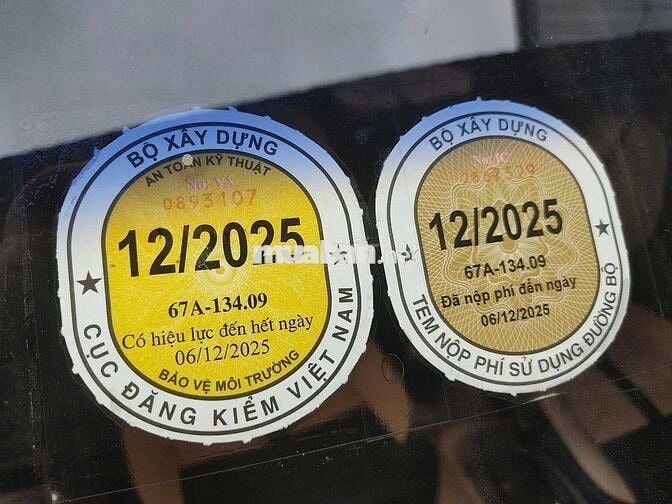 BỘ XÂY DỰNG
AN TOÀN KỸ THUẬT
0893107
12/2025
67A-134.09
Có hiệu lực đến hết ngày
06/12/2025
BẢO VỆ MÔI TRƯỜNG
CỤC ĐĂNG KIỂM VIỆT NAM
BỘ XÂY DỰNG
12/2025
67A-134.09
Đã nộp phí đến ngày
06/12/2025
TEM NỘP PHÍ SỬ DỤNG ĐƯỜNG BỘ